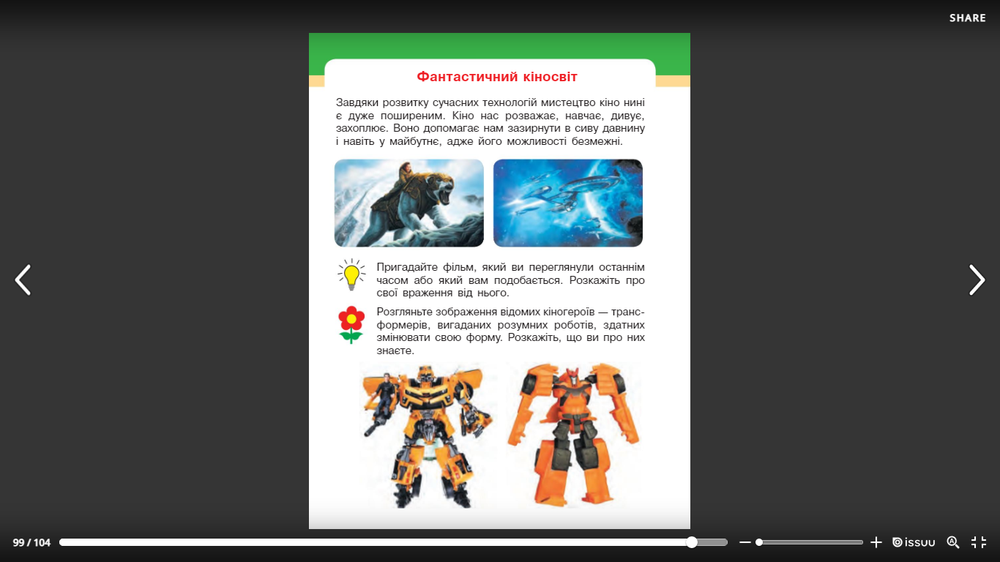 SHARE
Фантастичний кіносвіт
Завдяки розвитку сучасних технологій мистецтво кіно нині
є дуже поширеним. Кіно нас розважає, навчає, дивує,
захоплює. Воно допомагає нам зазирнути в сиву давнину
і навіть у майбутнє, адже його можливості безмежні.
Пригадайте фільм, який ви переглянули останнім
часом або який вам подобається. Розкажіть про
свої враження від нього.
Розгляньте зображення відомих кіногероїв — транс-
формерів, вигаданих розумних роботів, здатних
змінювати свою форму. Розкажіть, що ви про них
знаєте.
99 / 104
issuu